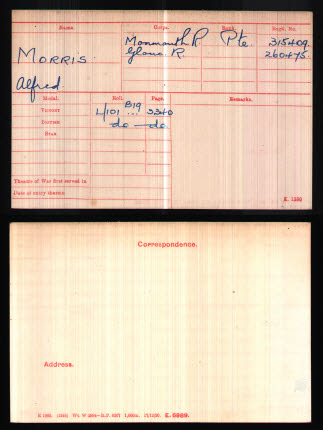 Name. Corps. Rank. Regtl. No.
MORRIS Monmouth R Pte. 315409.
Glouc. R. 260475.
Alfred.
Medal. Roll. Page. Remarks.
VICTORY L/101 B19 3340
BRITISH do — do.
STAR
Theatre of War first served in
Date of entry therein
K. 1380
Correspondence.
Address.